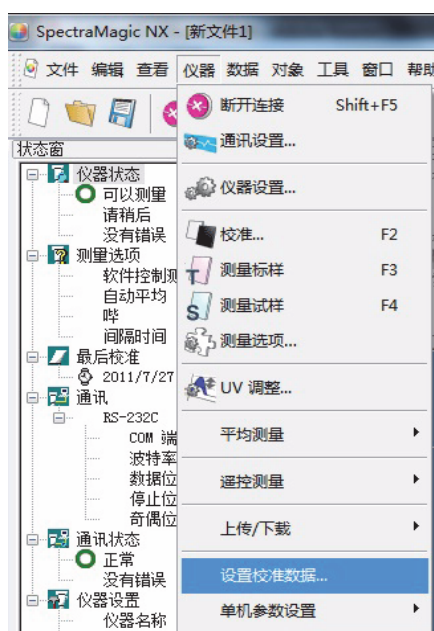 SpectraMagic NX - [新文件1]
文件 编辑 查看 仪器 数据 对象 工具 窗口 帮助
断开连接 Shift+F5
状态窗
通讯设置...
仪器状态
可以测量
请稍后
没有错误
仪器设置...
校准... F2
测量选项
软件控制测
自动平均
哔
间隔时间
测量标样 F3
测量试样 F4
测量选项...
最后校准
2011/7/27
UV 调整...
通讯
RS-232C
COM 端
波特率
数据位
停止位
奇偶位
平均测量
遥控测量
上传/下载
通讯状态
正常
没有错误
设置校准数据...
仪器设置
仪器名称
单机参数设置